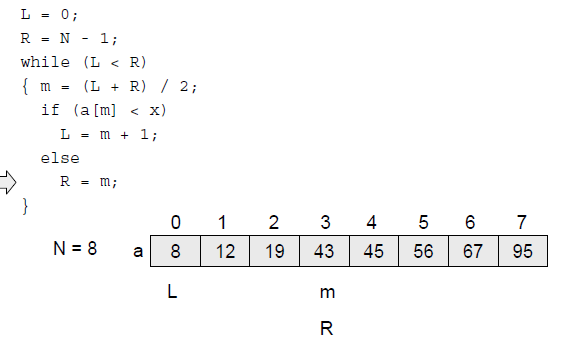 L = 0;
R = N - 1;
while (L < R)
{ m = (L + R) / 2;
if (a[m] < x)
L = m + 1;
else
R = m;
}
0 1 2 3 4 5 6 7
N = 8 a 8 12 19 43 45 56 67 95
L m
R